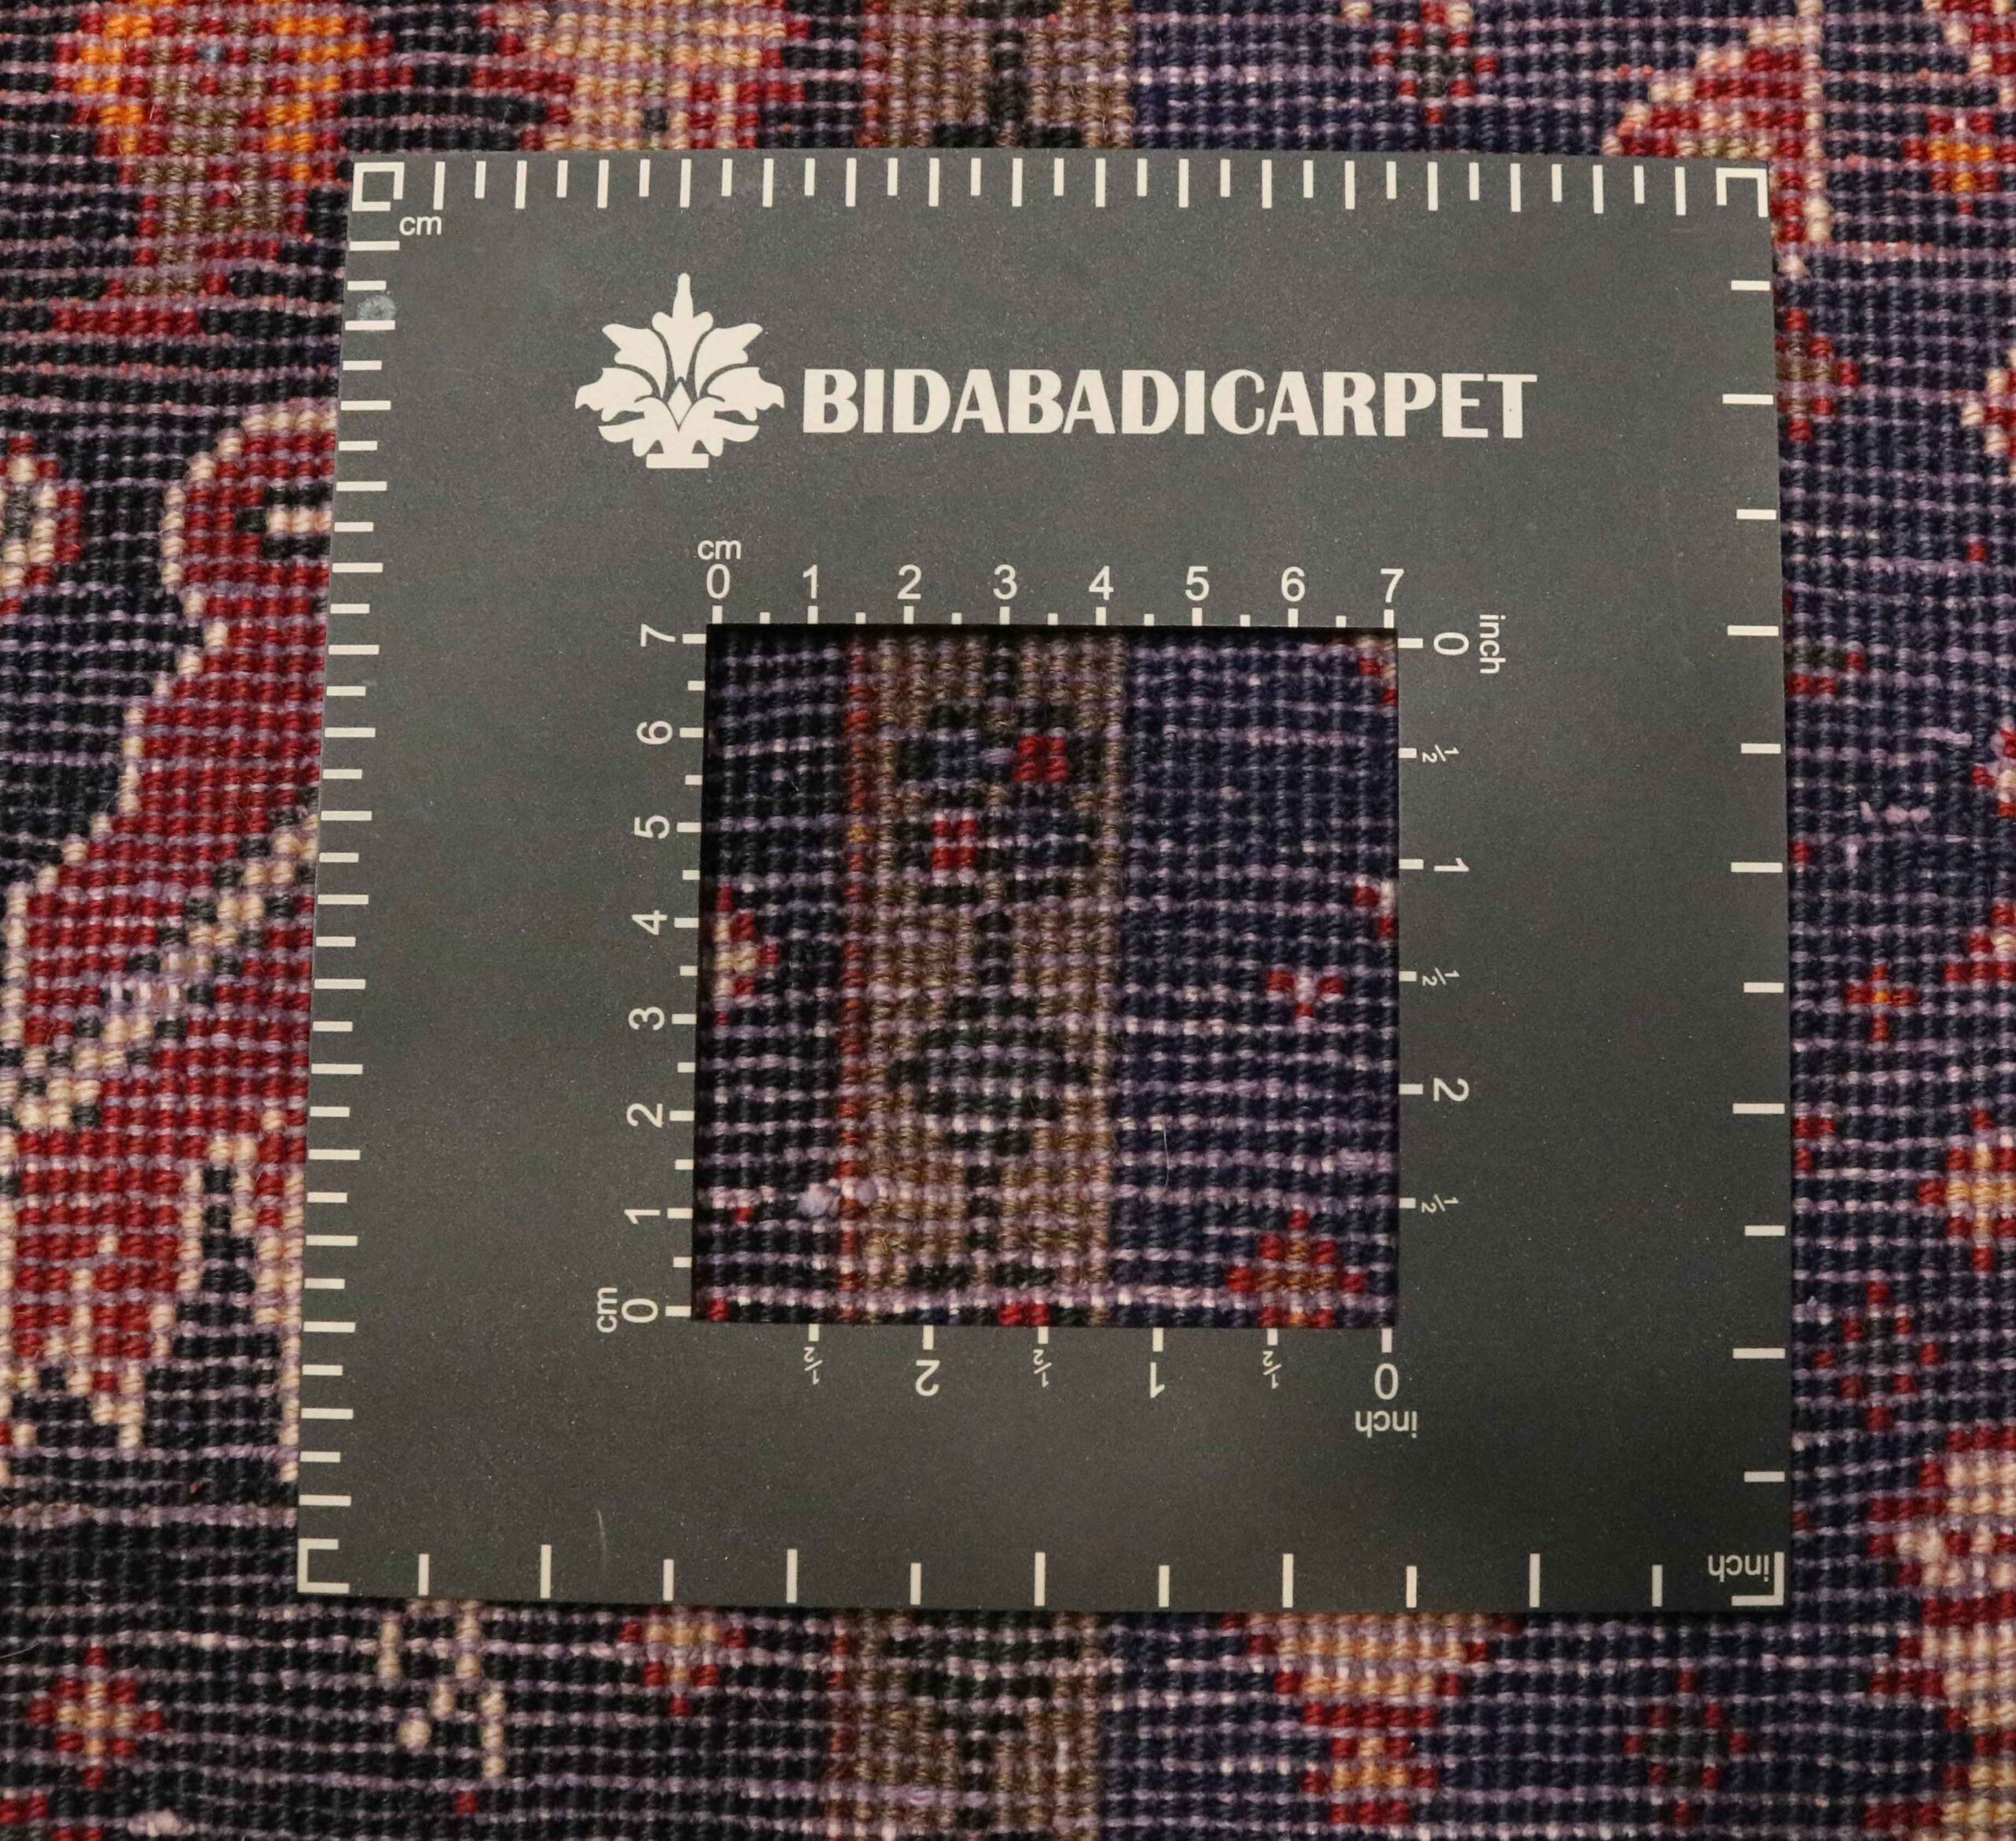 cm
BIDABADICARPET
cm
0 1 2 3 4 5 6 7
inch
7 6 5 4 3 2 1 0
cm
0 ½ 1 ½ 2 ½
½ 2 ½ 1 ½ 0
inch
inch